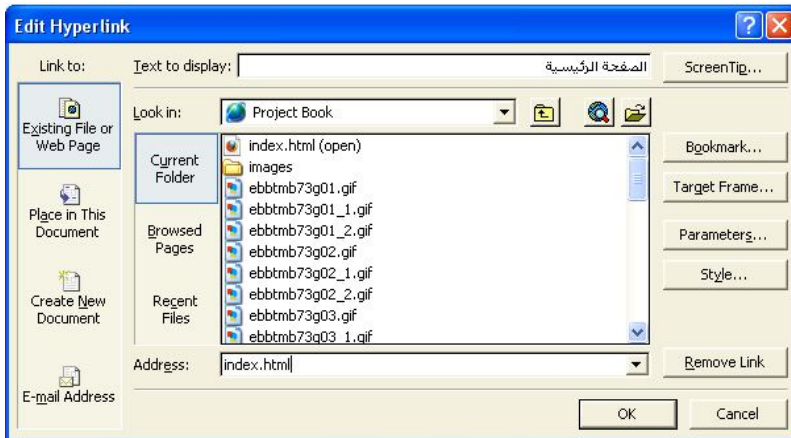 Edit Hyperlink
Link to:
Text to display:
الصفحة الرئيسية
ScreenTip...
Existing File or
Web Page
Look in:
Project Book
Current
Folder
index.html (open)
images
ebbtmb73g01.gif
ebbtmb73g01_1.gif
ebbtmb73g01_2.gif
ebbtmb73g02.gif
ebbtmb73g02_1.gif
ebbtmb73g02_2.gif
ebbtmb73g03.gif
ebbtmb73g03_1.gif
Bookmark...
Target Frame...
Place in This
Document
Browsed
Pages
Parameters...
Style...
Create New
Document
Recent
Files
Address:
index.html
Remove Link
E-mail Address
OK
Cancel